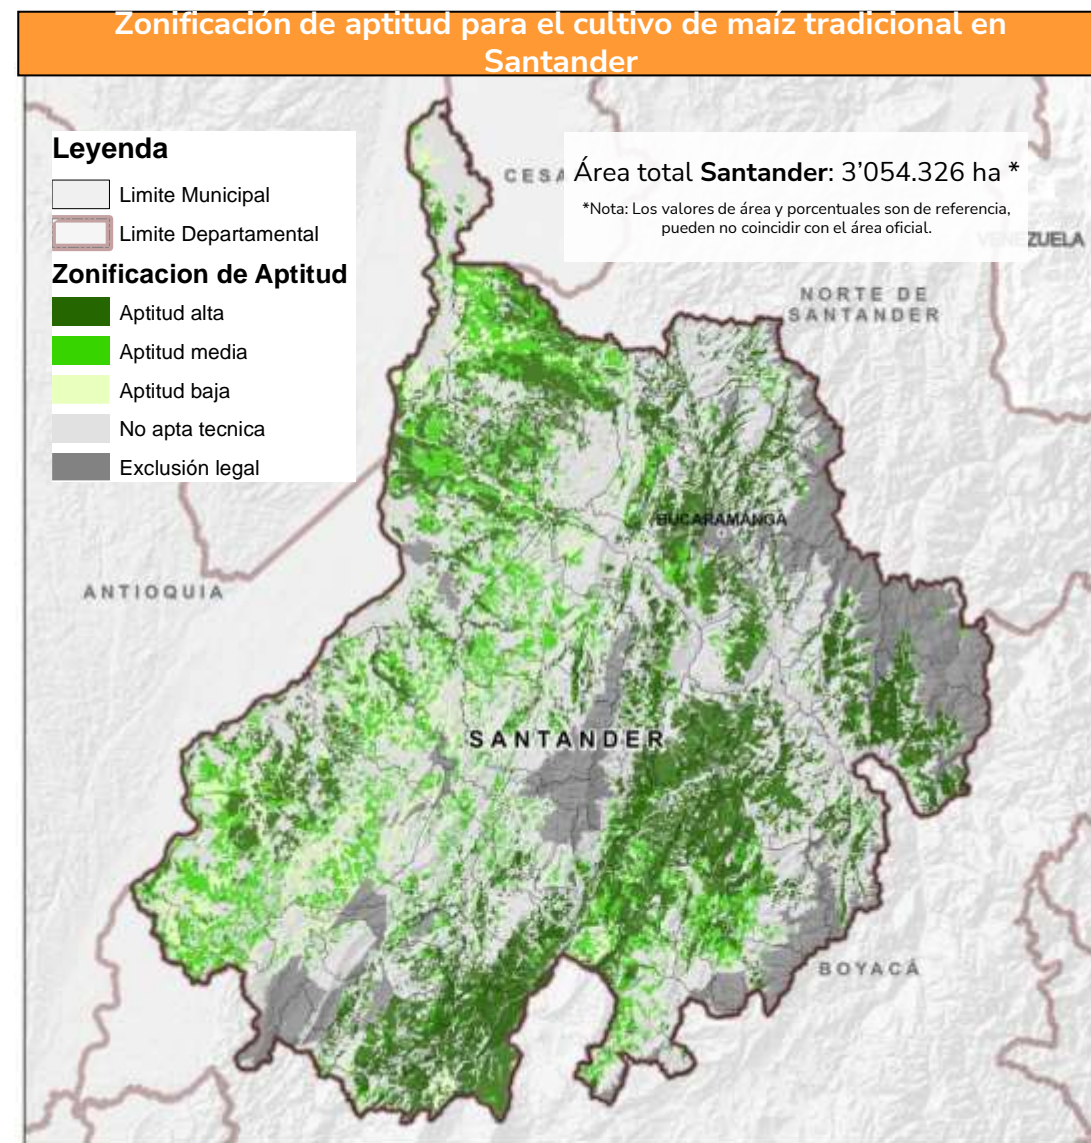 Zonificación de aptitud para el cultivo de maíz tradicional en
Santander
Leyenda
Limite Municipal
Limite Departamental
Zonificacion de Aptitud
Aptitud alta
Aptitud media
Aptitud baja
No apta tecnica
Exclusión legal
Área total Santander: 3’054.326 ha *
*Nota: Los valores de área y porcentuales son de referencia,
pueden no coincidir con el área oficial.
CESA
VENEZUELA
NORTE DE
SANTANDER
BUCARAMANGA
ANTIOQUIA
SANTANDER
BOYACÁ